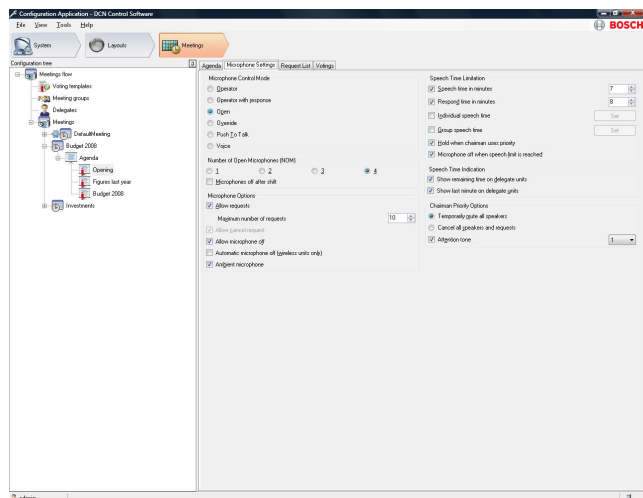 Configuration Application - DCN Control Software
File View Tools Help
BOSCH
System
Layouts
Meetings
Configuration tree
Meetings flow
Voting templates
Meeting groups
Delegates
Meetings
DefaultMeeting
Budget 2008
Agenda
Opening
Figures last year
Budget 2008
Investments
Agenda Microphone Settings Request List Votings
Microphone Control Mode
Operator
Operator with response
Open
Override
Push To Talk
Voice
Number of Open Microphones (NOM)
1 2 3 4
Microphones off after shift
Microphone Options
Allow requests
Maximum number of requests 10
Allow cancel request
Allow microphone off
Automatic microphone off (wireless units only)
Ambient microphone
Speech Time Limitation
Speech time in minutes 7
Respond time in minutes 8
Individual speech time Set
Group speech time Set
Hold when chairman uses priority
Microphone off when speech limit is reached
Speech Time Indication
Show remaining time on delegate units
Show last minute on delegate units
Chairman Priority Options
Temporarily mute all speakers
Cancel all speakers and requests
Attention tone 1
admin